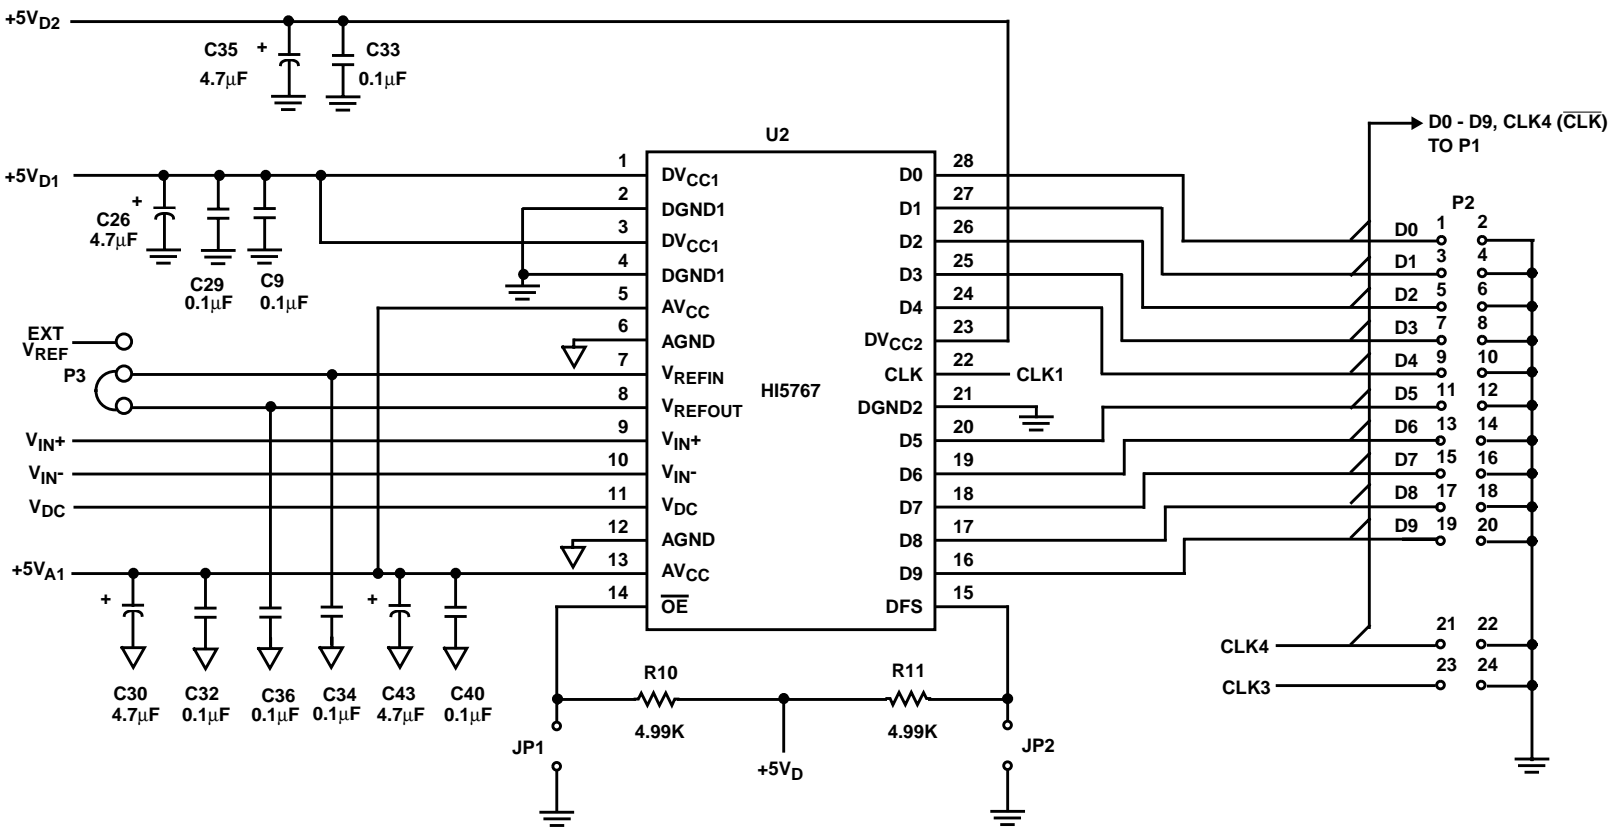 +5VD2
C35
+
4.7µF
C33
0.1µF
+5VD1
+
C26
4.7µF
C29
0.1µF
C9
0.1µF
EXT
VREF
P3
VIN+
VIN-
VDC
+5VA1
+
C30
4.7µF
C32
0.1µF
C36
0.1µF
C34
0.1µF
+
C43
4.7µF
C40
0.1µF
U2
HI5767
1 DVCC1
2 DGND1
3 DVCC1
4 DGND1
5 AVCC
6 AGND
7 VREFIN
8 VREFOUT
9 VIN+
10 VIN-
11 VDC
12 AGND
13 AVCC
14 O̅E̅
D0 28
D1 27
D2 26
D3 25
D4 24
DVCC2 23
CLK 22 CLK1
DGND2 21
D5 20
D6 19
D7 18
D8 17
D9 16
DFS 15
R10
4.99K
R11
4.99K
JP1
+5VD
JP2
D0 - D9, CLK4 (C̅L̅K̅)
TO P1
P2
D0 1 2
D1 3 4
D2 5 6
D3 7 8
D4 9 10
D5 11 12
D6 13 14
D7 15 16
D8 17 18
D9 19 20
CLK4 21 22
CLK3 23 24